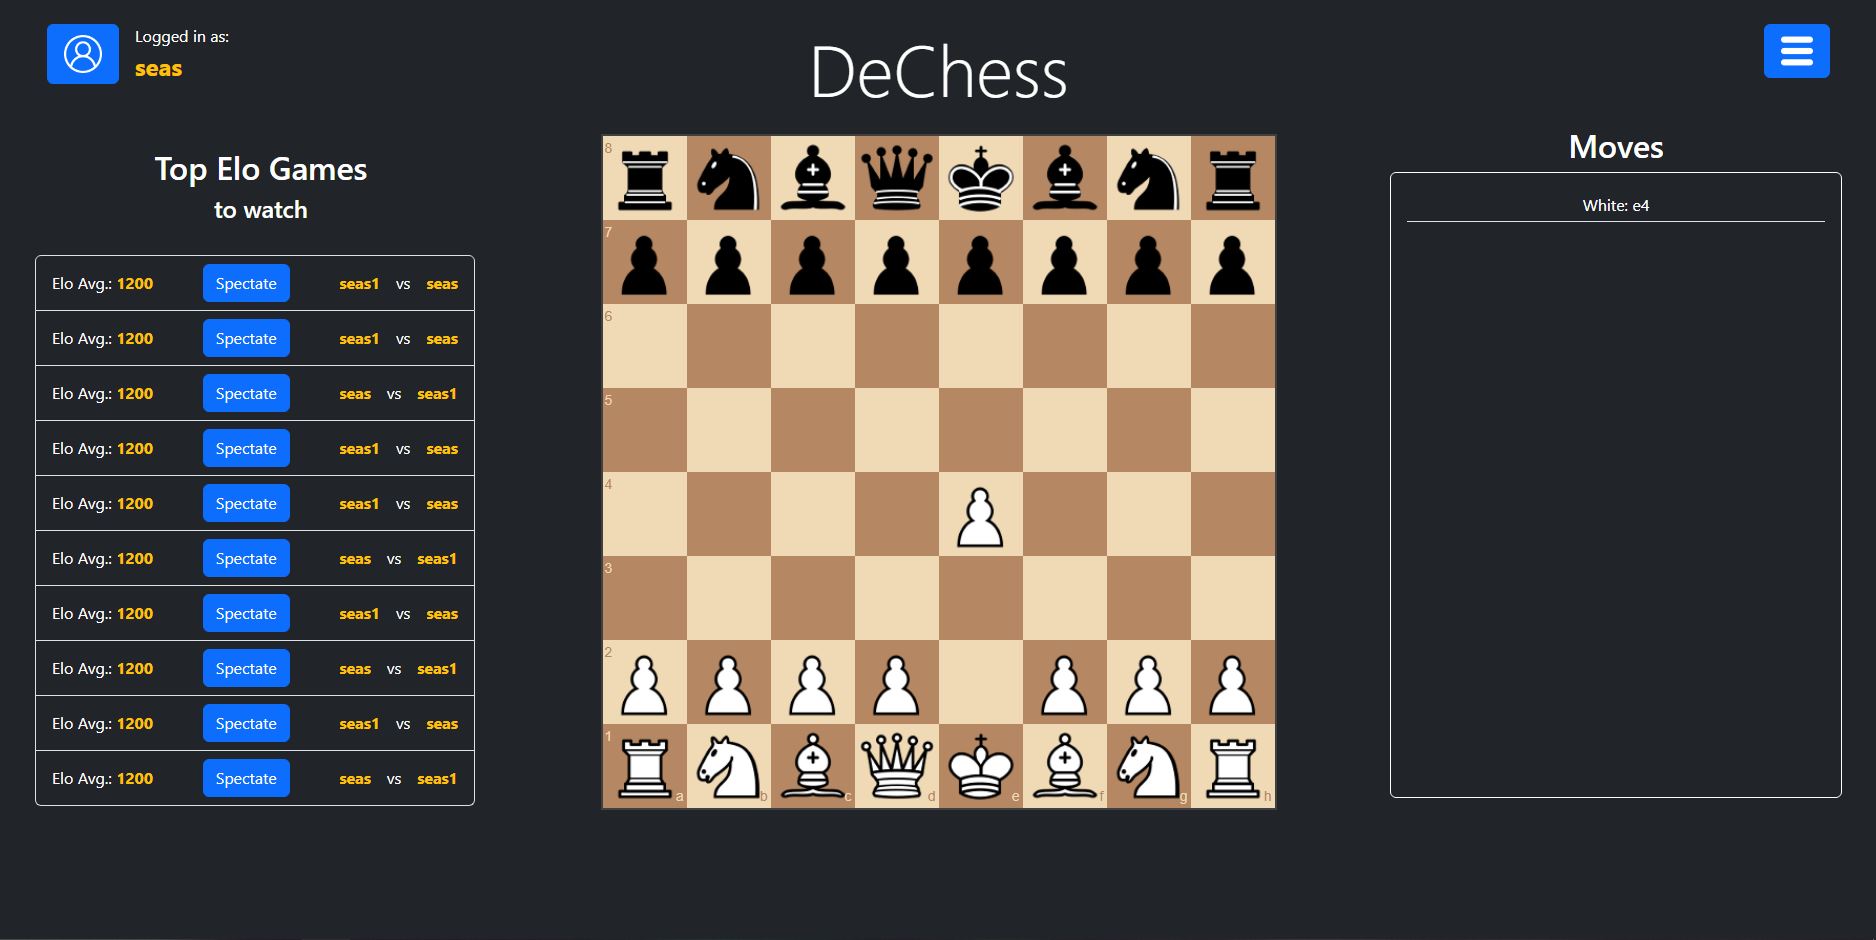 Logged in as:
seas
DeChess
Top Elo Games
to watch
Elo Avg.: 1200 Spectate seas1 vs seas
Elo Avg.: 1200 Spectate seas1 vs seas
Elo Avg.: 1200 Spectate seas vs seas1
Elo Avg.: 1200 Spectate seas1 vs seas
Elo Avg.: 1200 Spectate seas1 vs seas
Elo Avg.: 1200 Spectate seas vs seas1
Elo Avg.: 1200 Spectate seas1 vs seas
Elo Avg.: 1200 Spectate seas vs seas1
Elo Avg.: 1200 Spectate seas1 vs seas
Elo Avg.: 1200 Spectate seas vs seas1
8
7
6
5
4
3
2
1
a b c d e f g h
Moves
White: e4